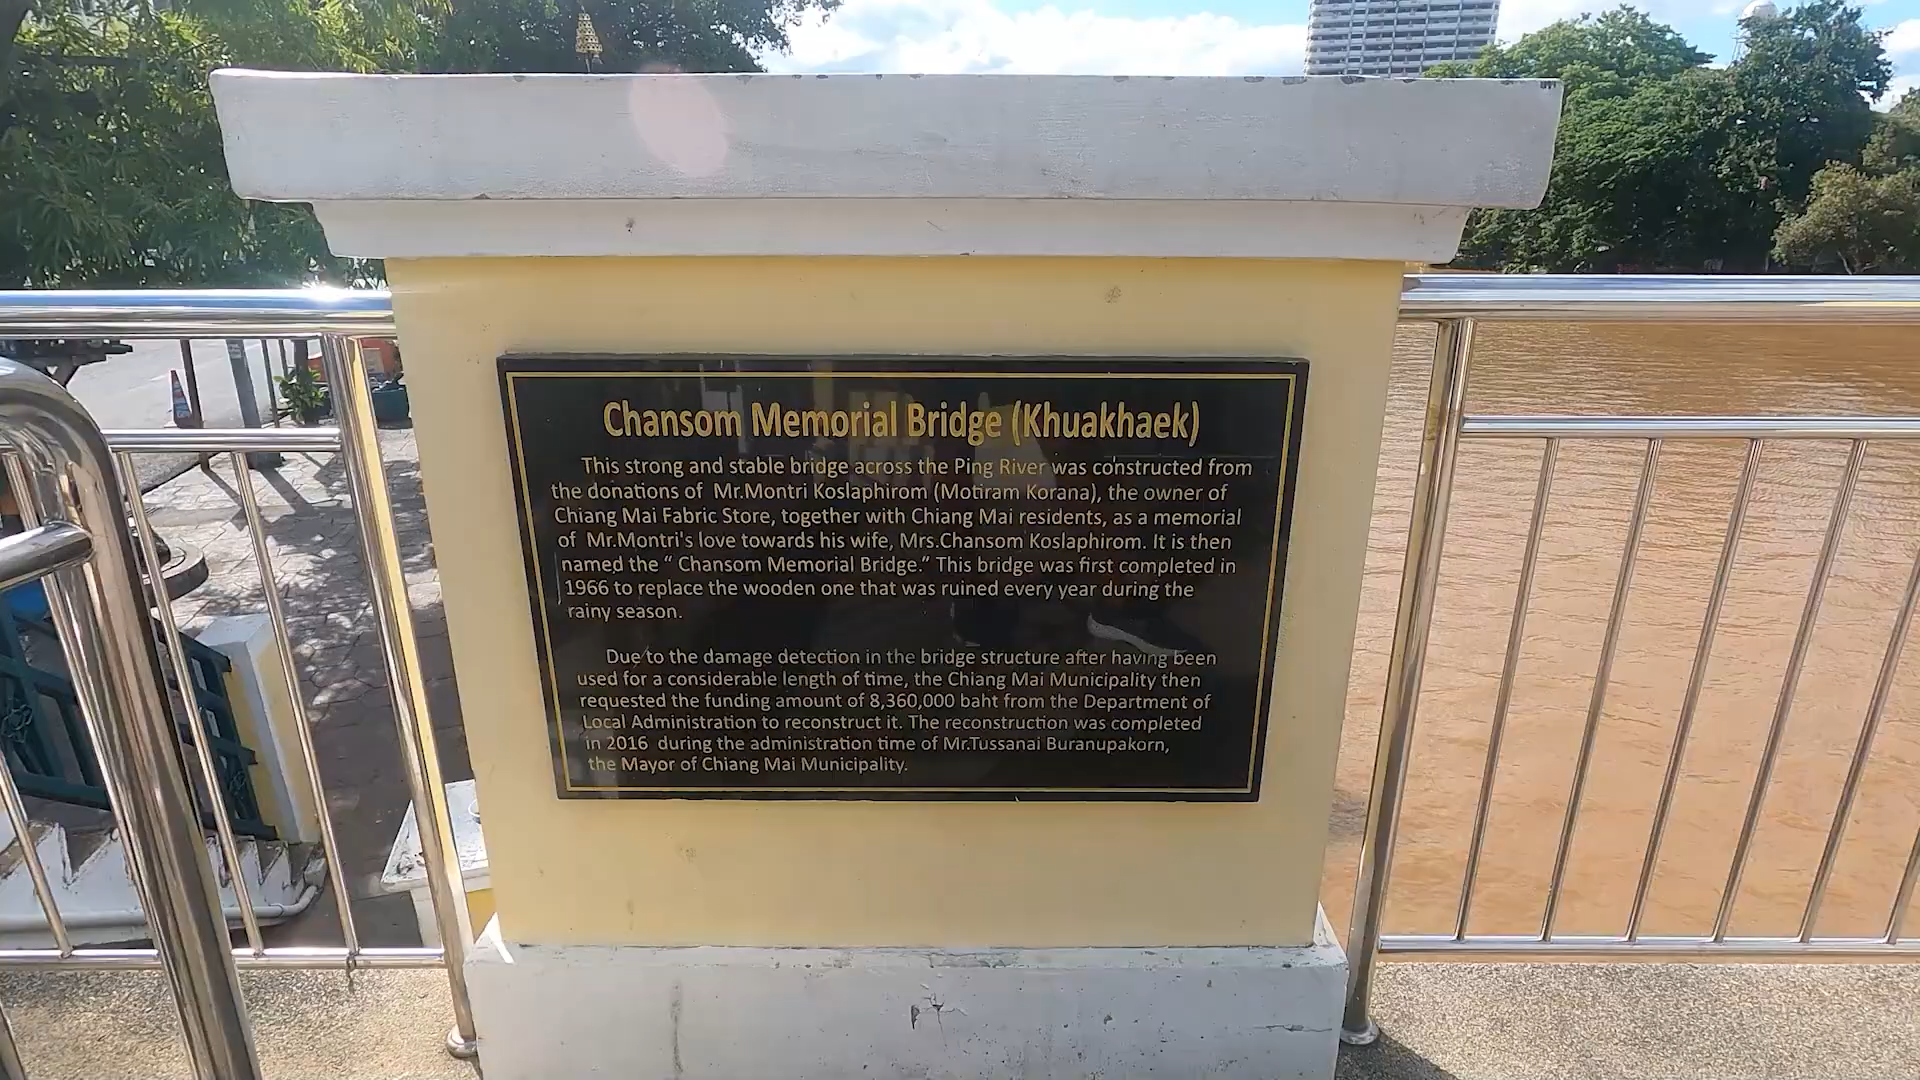 Chansom Memorial Bridge (Khuakhaek)
This strong and stable bridge across the Ping River was constructed from
the donations of Mr.Montri Koslaphirom (Motiram Korana), the owner of
Chiang Mai Fabric Store, together with Chiang Mai residents, as a memorial
of Mr.Montri's love towards his wife, Mrs.Chansom Koslaphirom. It is then
named the “ Chansom Memorial Bridge.” This bridge was first completed in
1966 to replace the wooden one that was ruined every year during the
rainy season.
Due to the damage detection in the bridge structure after having been
used for a considerable length of time, the Chiang Mai Municipality then
requested the funding amount of 8,360,000 baht from the Department of
Local Administration to reconstruct it. The reconstruction was completed
in 2016 during the administration time of Mr.Tussanai Buranupakorn,
the Mayor of Chiang Mai Municipality.